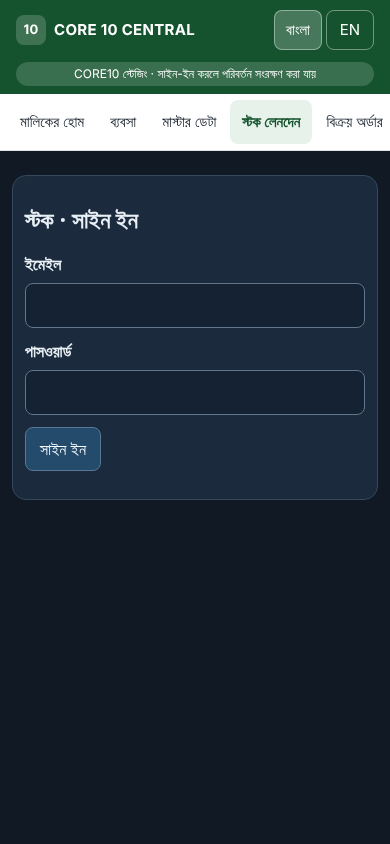 10 CORE 10 CENTRAL বাংলা EN
CORE10 স্টেজিং · সাইন-ইন করলে পরিবর্তন সংরক্ষণ করা যায়
মালিকের হোম ব্যবসা মাস্টার ডেটা স্টক লেনদেন বিক্রয় অর্ডার
স্টক · সাইন ইন
ইমেইল
পাসওয়ার্ড
সাইন ইন